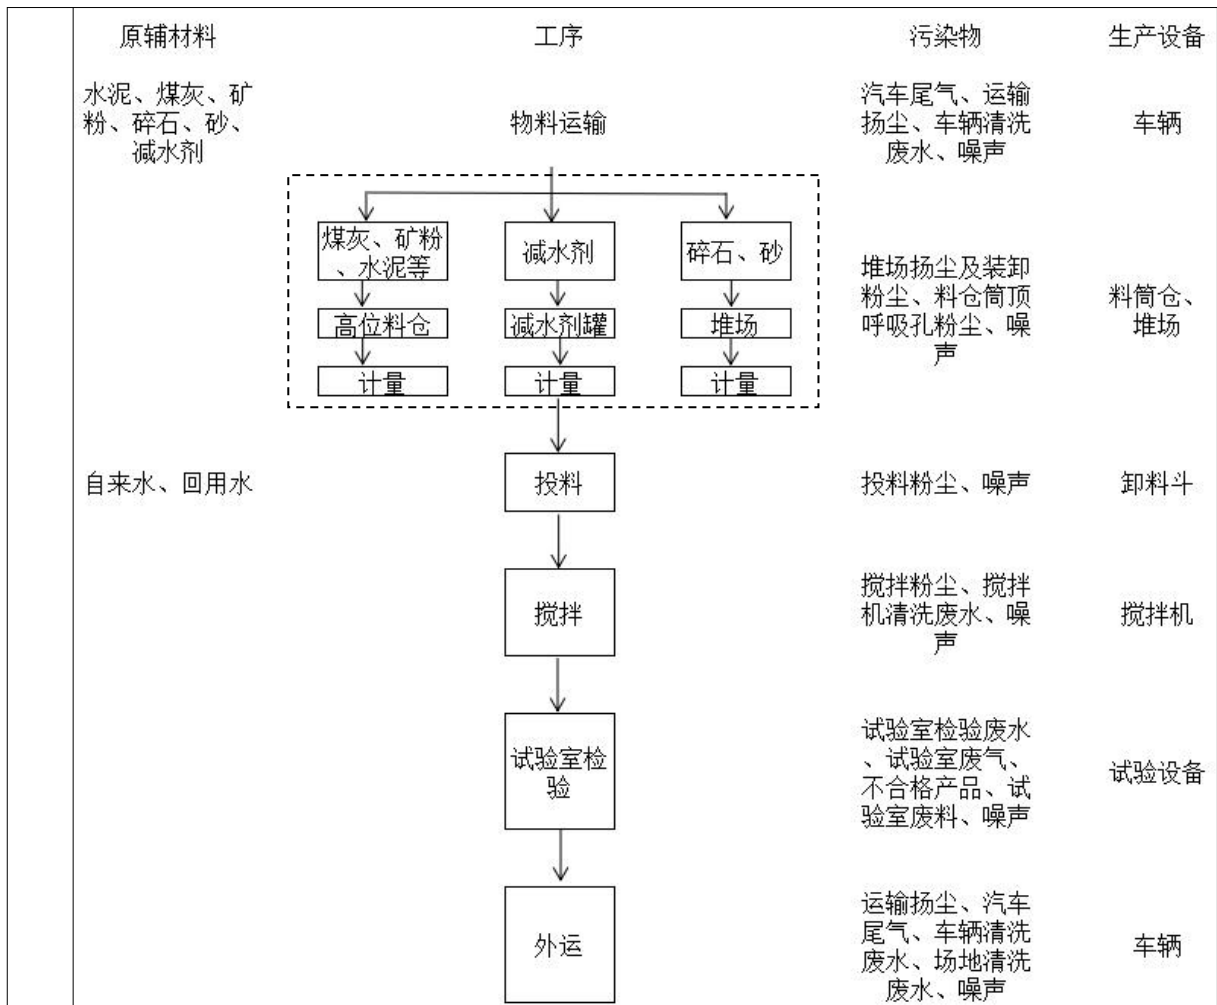 原辅材料
工序
污染物
生产设备
水泥、煤灰、矿
粉、碎石、砂、
减水剂
物料运输
汽车尾气、运输
扬尘、车辆清洗
废水、噪声
车辆
煤灰、矿粉
、水泥等
减水剂
碎石、砂
高位料仓
减水剂罐
堆场
计量
计量
计量
堆场扬尘及装卸
粉尘、料仓筒顶
呼吸孔粉尘、噪
声
料筒仓、
堆场
自来水、回用水
投料
投料粉尘、噪声
卸料斗
搅拌
搅拌粉尘、搅拌
机清洗废水、噪
声
搅拌机
试验室检
验
试验室检验废水
、试验室废气、
不合格产品、试
验室废料、噪声
试验设备
外运
运输扬尘、汽车
尾气、车辆清洗
废水、场地清洗
废水、噪声
车辆